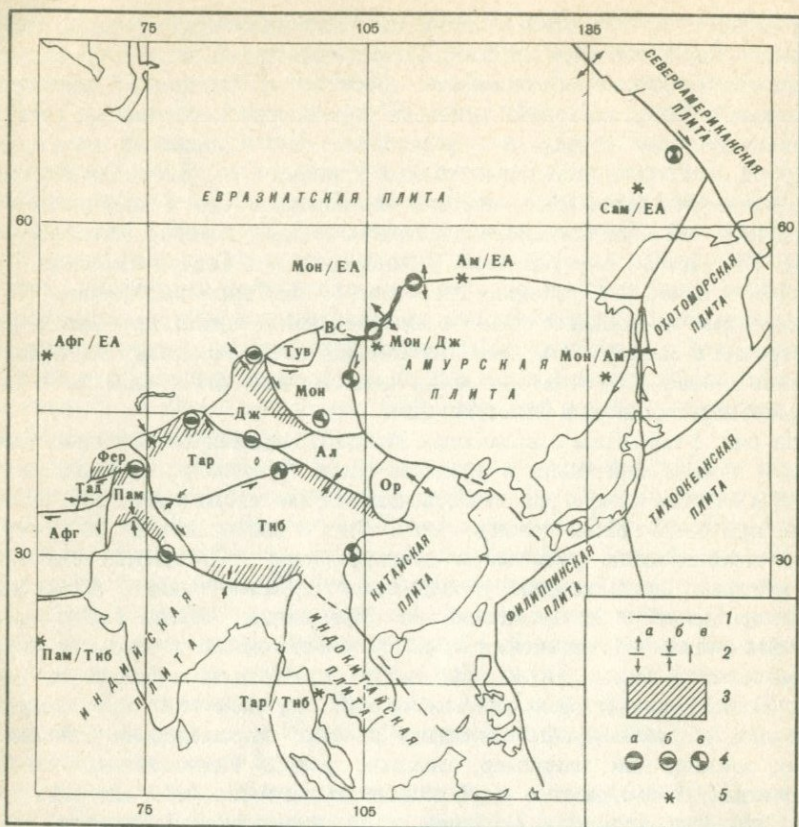 75 105 135
СЕВЕРОАМЕРИКАНСКАЯ
ПЛИТА
ЕВРАЗИАТСКАЯ ПЛИТА
Сам/ЕА
60 60
Мон/ЕА Ам/ЕА
ОХОТОМОРСКАЯ
ПЛИТА
ВС
Афг/ЕА
Тув
Мон/Дж
Мон/Ам
АМУРСКАЯ
ПЛИТА
Мон
Дж
Ал
Фер
Тар
Тад
Пам
Ор
ТИХООКЕАНСКАЯ
ПЛИТА
Афг
Тиб
30 30
КИТАЙСКАЯ
ПЛИТА
ФИЛИППИНСКАЯ
ПЛИТА
ИНДИЙСКАЯ
ПЛИТ
ИНДОКИТАЙСКАЯ
ПЛИТА
Пам/Тиб
Тар/Тиб
а б в
2
3
а б в
4
5
75 105